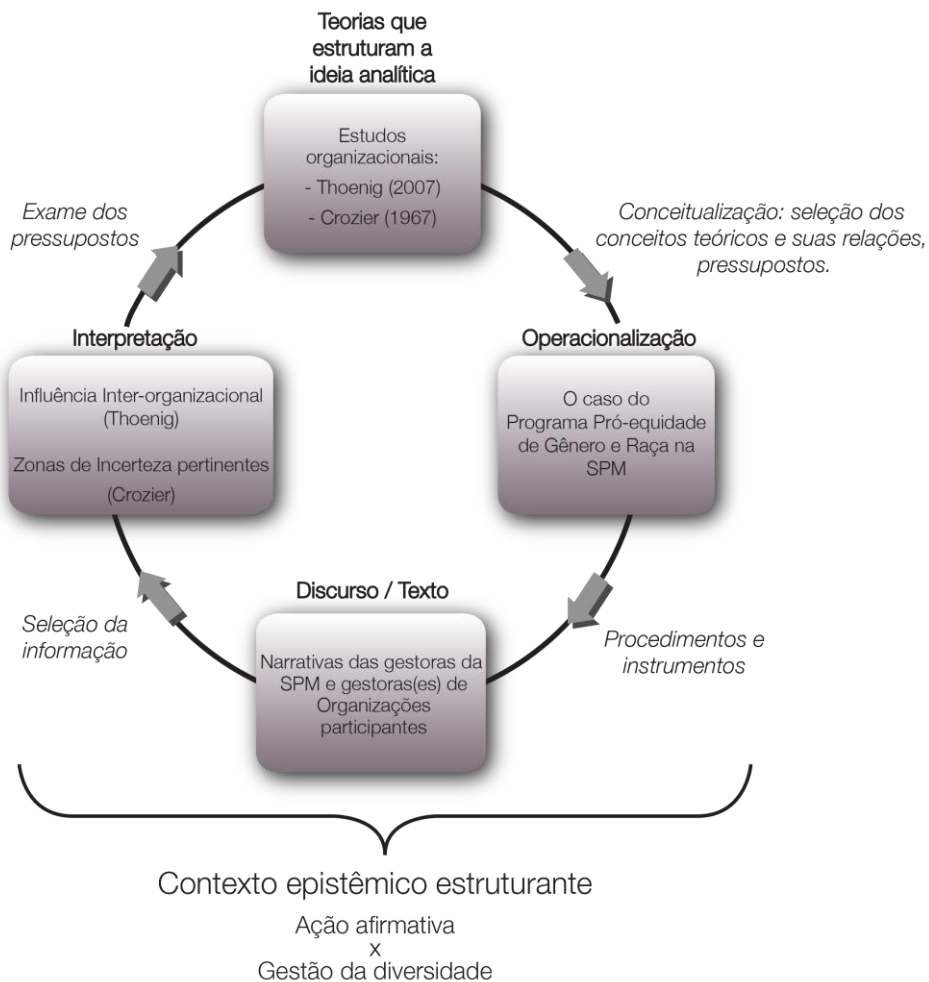 Teorias que
estruturam a
ideia analítica
Estudos
organizacionais:
- Thoenig (2007)
- Crozier (1967)
Exame dos
pressupostos
Conceitualização: seleção dos
conceitos teóricos e suas relações,
pressupostos.
Interpretação
Influência Inter-organizacional
(Thoenig)
Zonas de Incerteza pertinentes
(Crozier)
Operacionalização
O caso do
Programa Pró-equidade
de Gênero e Raça na
SPM
Discurso / Texto
Narrativas das gestoras da
SPM e gestoras(es) de
Organizações
participantes
Seleção da
informação
Procedimentos e
instrumentos
Contexto epistêmico estruturante
Ação afirmativa
x
Gestão da diversidade